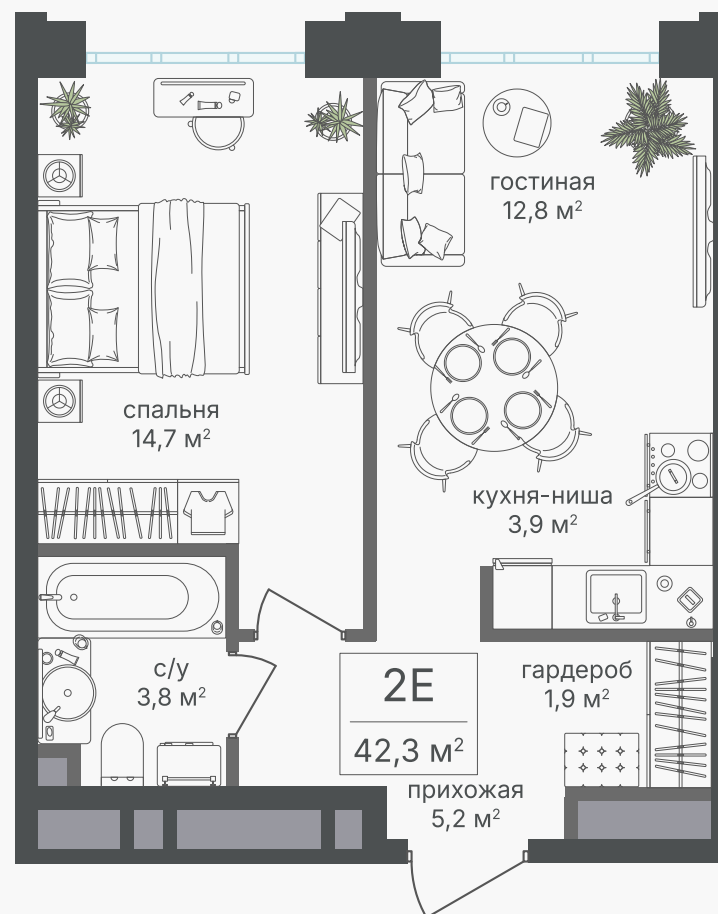 гостиная
12,8 м²
спальня
14,7 м²
кухня-ниша
3,9 м²
с/у
3,8 м²
2Е
42,3 м²
гардероб
1,9 м²
прихожая
5,2 м²